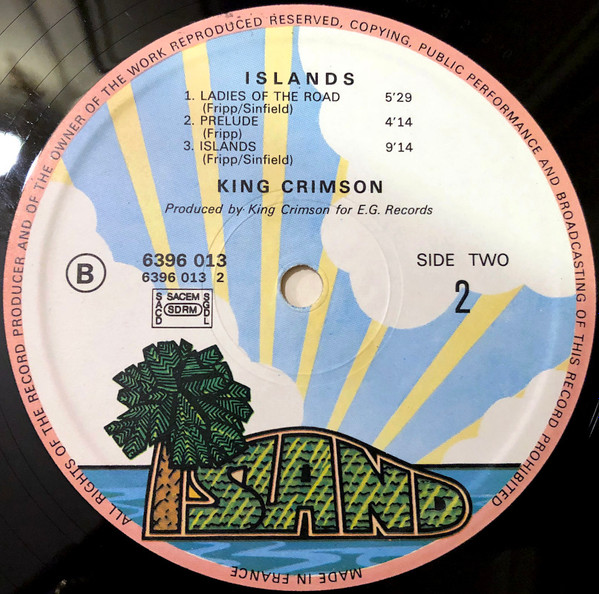 ALL RIGHTS OF THE RECORD PRODUCER AND OF THE OWNER OF THE WORK REPRODUCED RESERVED, COPYING, PUBLIC PERFORMANCE AND BROADCASTING OF THIS RECORD PROHIBITED
ISLANDS
1. LADIES OF THE ROAD 5'29
(Fripp/Sinfield)
2. PRELUDE 4'14
(Fripp)
3. ISLANDS 9'14
(Fripp/Sinfield)
KING CRIMSON
Produced by King Crimson for E.G. Records
B
6396 013
6396 013 2
SACD SACEM SDRM SGDL
SIDE TWO
2
ISLAND
MADE IN FRANCE